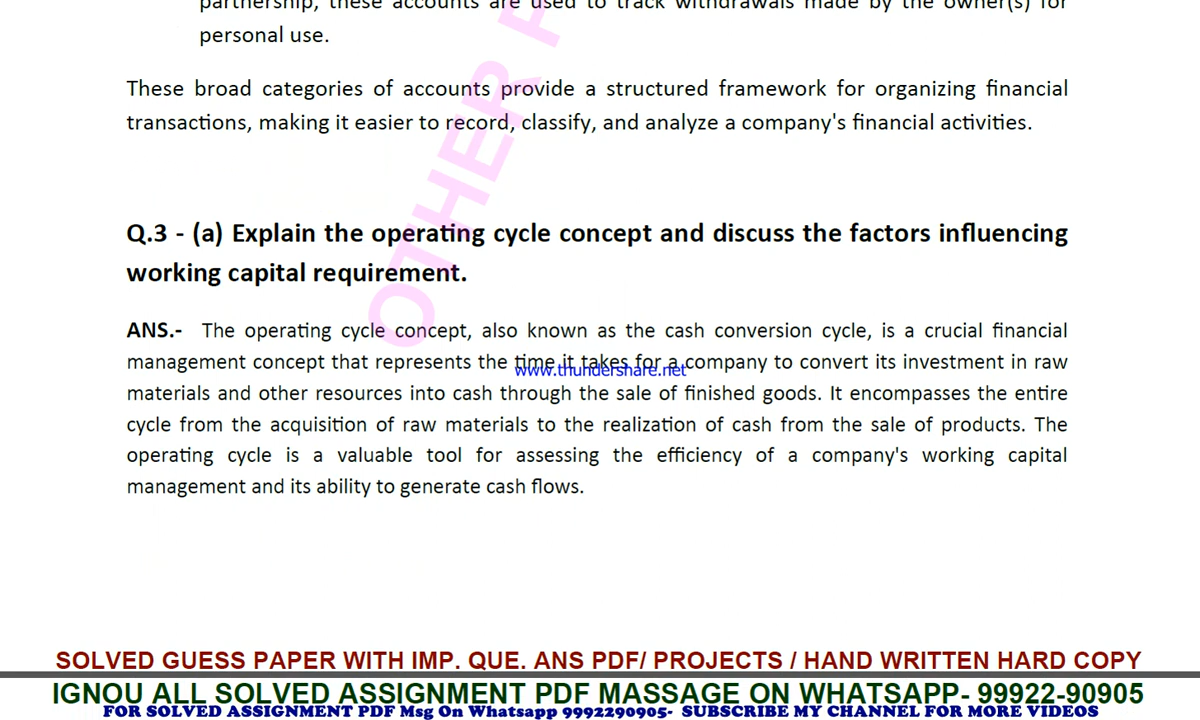 partnership, these accounts are used to track withdrawals made by the owner(s) for
personal use.
These broad categories of accounts provide a structured framework for organizing financial
transactions, making it easier to record, classify, and analyze a company's financial activities.
OTHER
Q.3 - (a) Explain the operating cycle concept and discuss the factors influencing
working capital requirement.
ANS.- The operating cycle concept, also known as the cash conversion cycle, is a crucial financial
management concept that represents the time it takes for a company to convert its investment in raw
www.thundershare.net
materials and other resources into cash through the sale of finished goods. It encompasses the entire
cycle from the acquisition of raw materials to the realization of cash from the sale of products. The
operating cycle is a valuable tool for assessing the efficiency of a company's working capital
management and its ability to generate cash flows.
SOLVED GUESS PAPER WITH IMP. QUE. ANS PDF/ PROJECTS / HAND WRITTEN HARD COPY
IGNOU ALL SOLVED ASSIGNMENT PDF MASSAGE ON WHATSAPP- 99922-90905
FOR SOLVED ASSIGNMENT PDF Msg On Whatsapp 9992290905- SUBSCRIBE MY CHANNEL FOR MORE VIDEOS